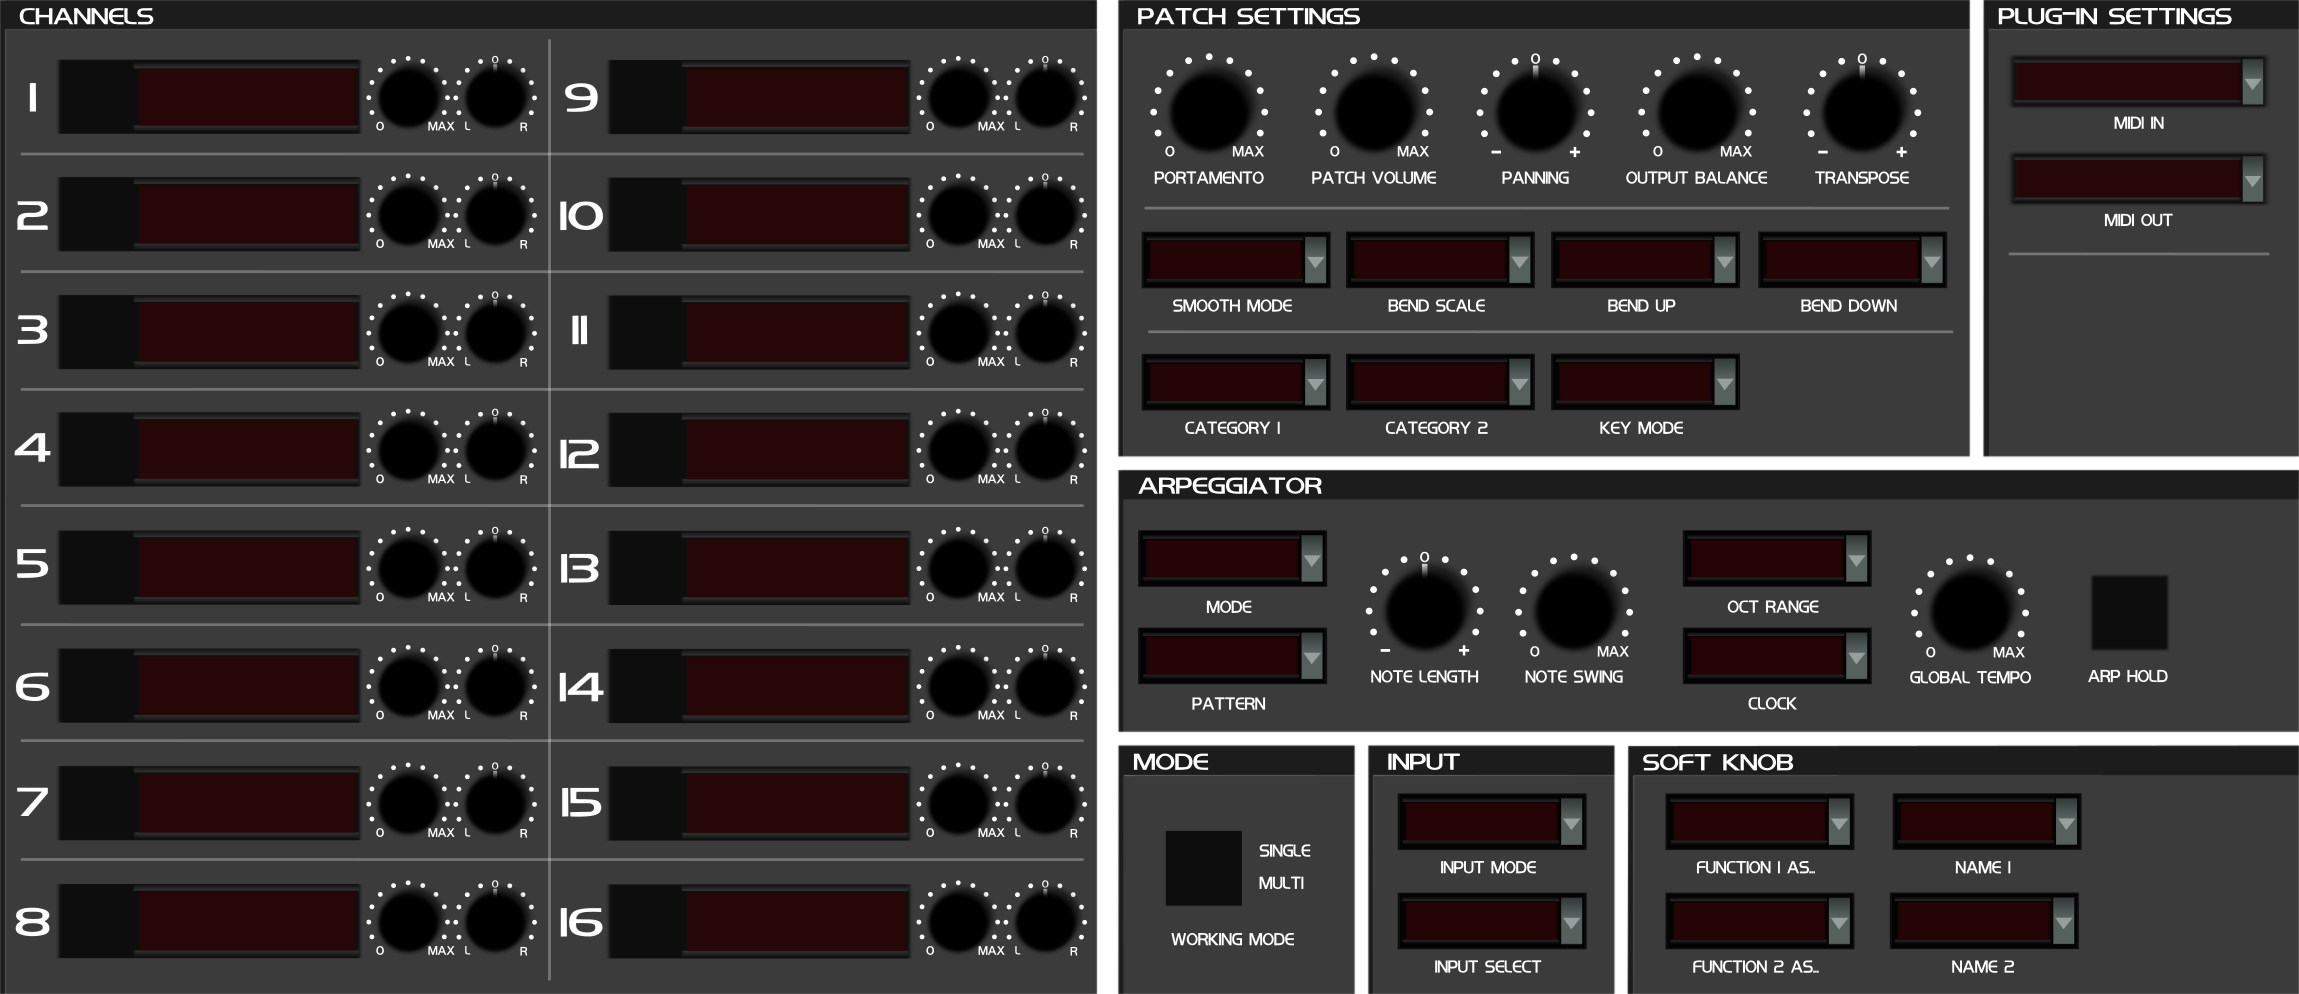 CHANNELS
1
O MAX L O R
9
O MAX L O R
2
O MAX L O R
10
O MAX L O R
3
O MAX L O R
11
O MAX L O R
4
O MAX L O R
12
O MAX L O R
5
O MAX L O R
13
O MAX L O R
6
O MAX L O R
14
O MAX L O R
7
O MAX L O R
15
O MAX L O R
8
O MAX L O R
16
O MAX L O R
PATCH SETTINGS
O MAX
PORTAMENTO
O MAX
PATCH VOLUME
O
- +
PANNING
O MAX
OUTPUT BALANCE
O
- +
TRANSPOSE
SMOOTH MODE
BEND SCALE
BEND UP
BEND DOWN
CATEGORY 1
CATEGORY 2
KEY MODE
PLUG-IN SETTINGS
MIDI IN
MIDI OUT
ARPEGGIATOR
MODE
PATTERN
O
- +
NOTE LENGTH
O MAX
NOTE SWING
OCT RANGE
CLOCK
O MAX
GLOBAL TEMPO
ARP HOLD
MODE
SINGLE
MULTI
WORKING MODE
INPUT
INPUT MODE
INPUT SELECT
SOFT KNOB
FUNCTION 1 AS...
NAME 1
FUNCTION 2 AS...
NAME 2